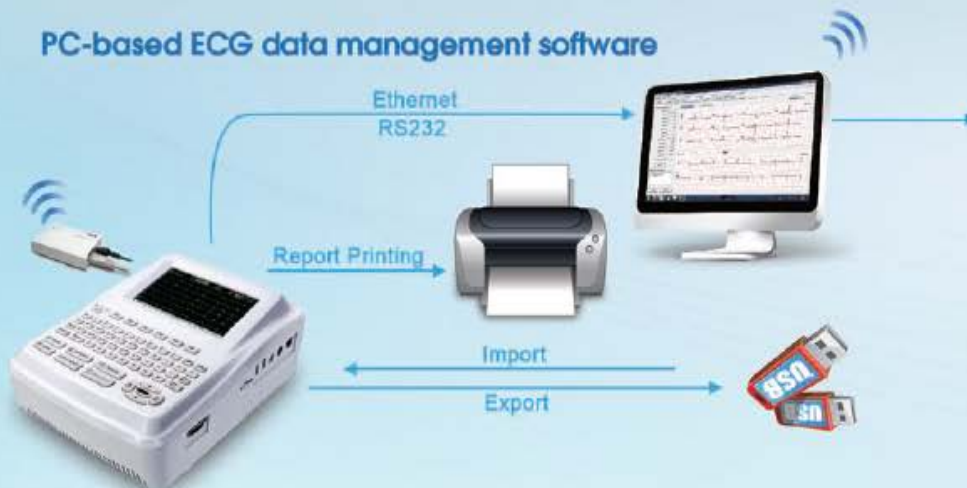 PC-based ECG data management software
Ethernet
RS232
Report Printing
Import
Export
USB
USB